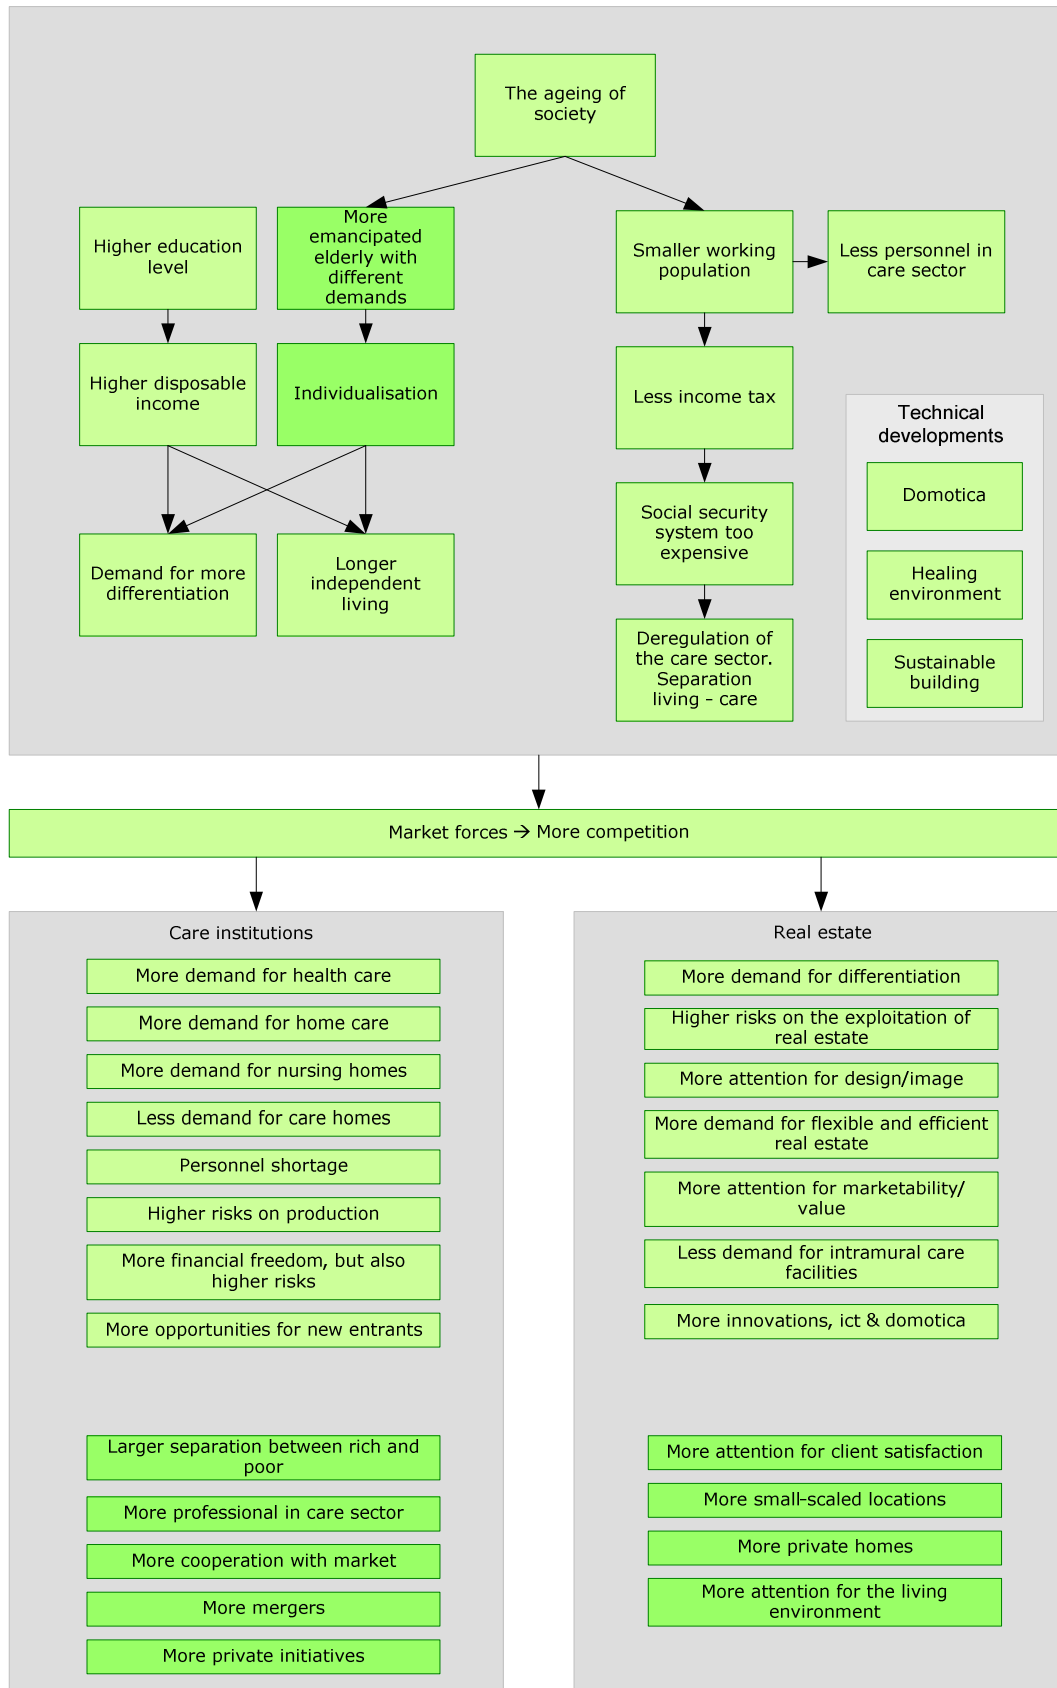 The ageing of
society
Higher education
level
More
emancipated
elderly with
different
demands
Smaller working
population
Less personnel in
care sector
Higher disposable
income
Individualisation
Less income tax
Technical
developments
Domotica
Social security
system too
expensive
Demand for more
differentiation
Longer
independent
living
Healing
environment
Deregulation of
the care sector.
Separation
living - care
Sustainable
building
Market forces → More competition
Care institutions
More demand for health care
More demand for home care
More demand for nursing homes
Less demand for care homes
Personnel shortage
Higher risks on production
More financial freedom, but also
higher risks
More opportunities for new entrants
Larger separation between rich and
poor
More professional in care sector
More cooperation with market
More mergers
More private initiatives
Real estate
More demand for differentiation
Higher risks on the exploitation of
real estate
More attention for design/image
More demand for flexible and efficient
real estate
More attention for marketability/
value
Less demand for intramural care
facilities
More innovations, ict & domotica
More attention for client satisfaction
More small-scaled locations
More private homes
More attention for the living
environment